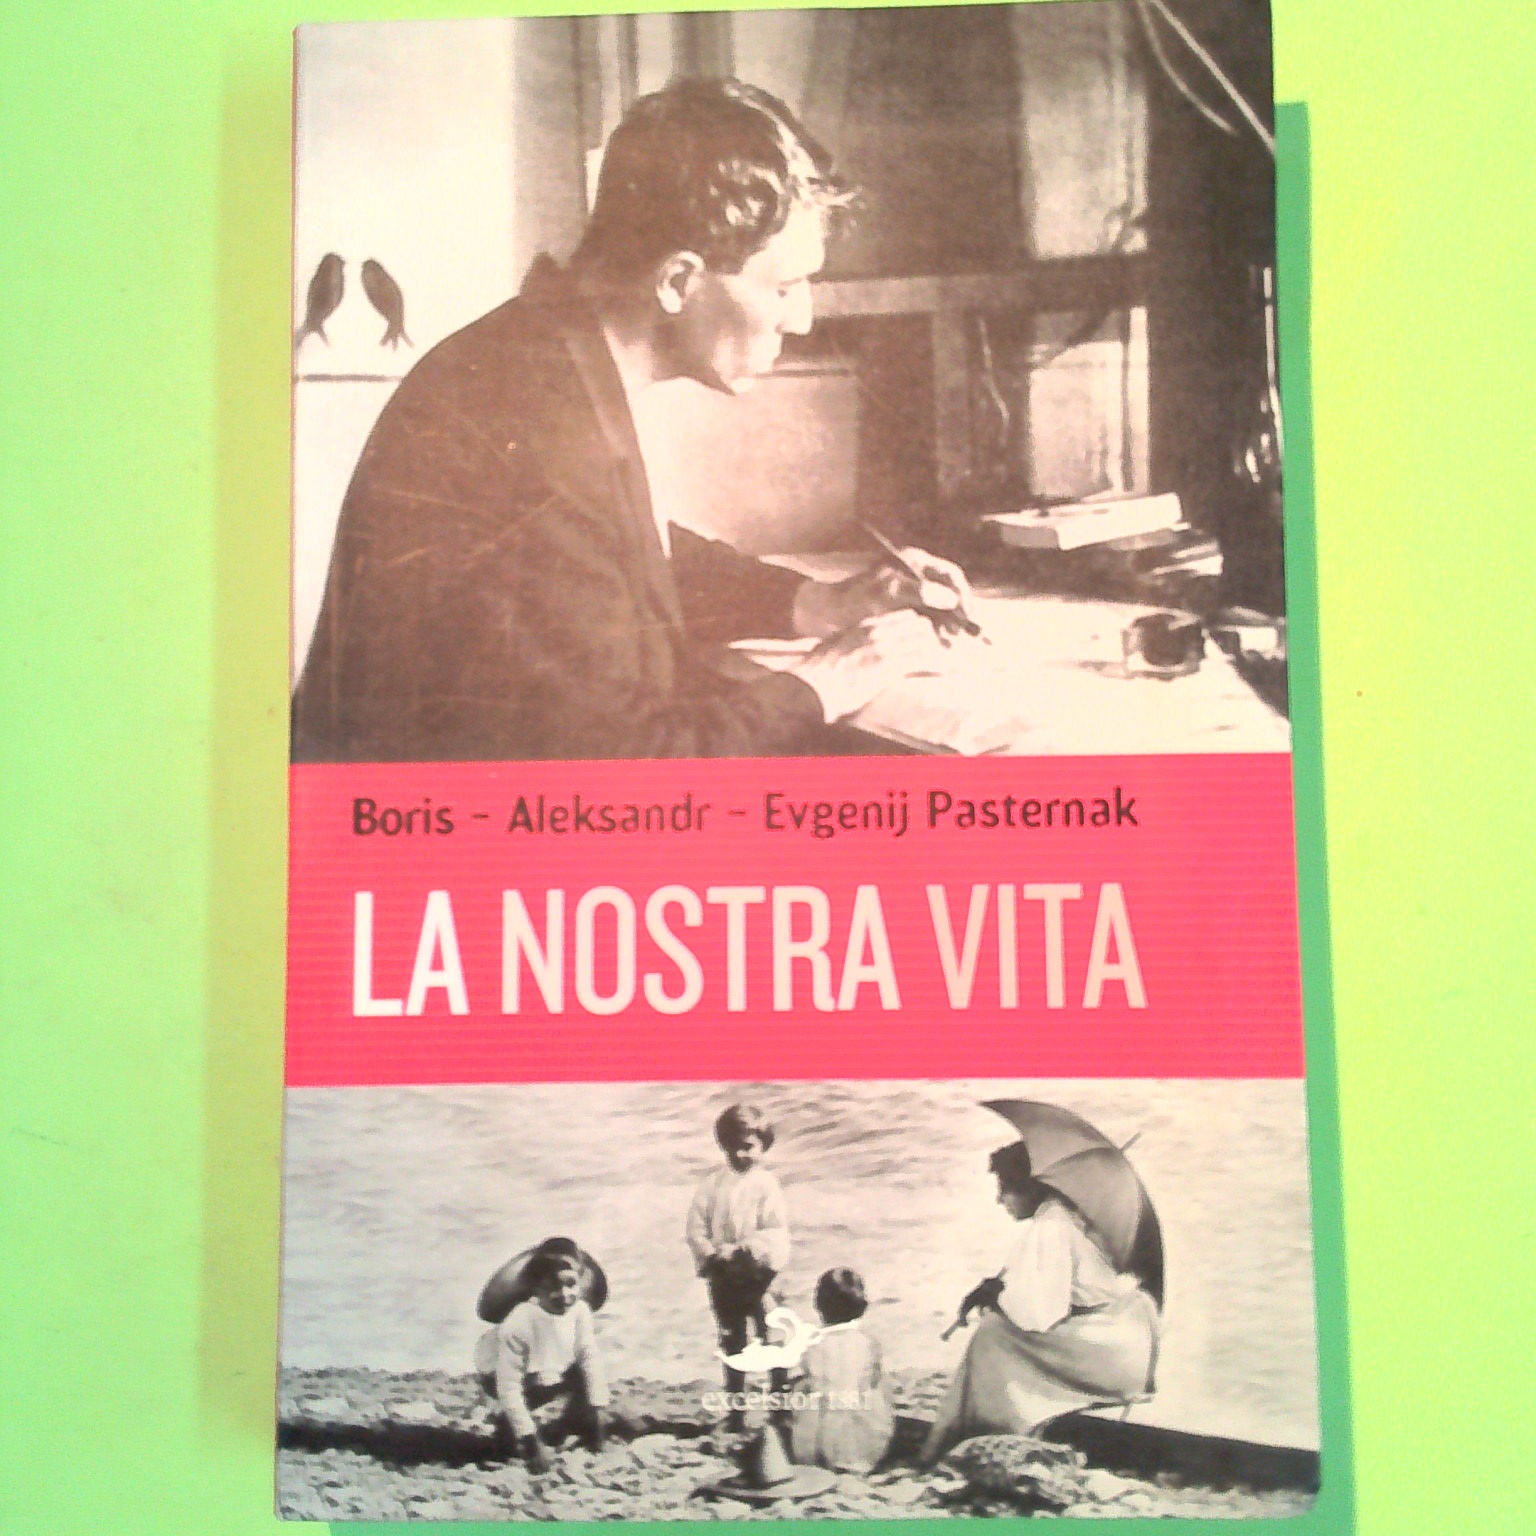 Boris - Aleksandr - Evgenij Pasternak
LA NOSTRA VITA
excelsior 1881